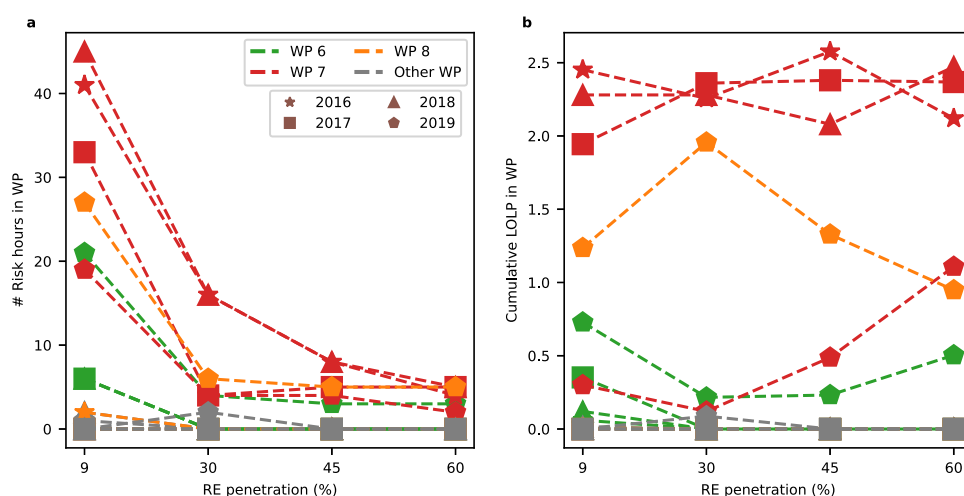 a
# Risk hours in WP
40
30
20
10
0
WP 6
WP 7
WP 8
Other WP
2016
2017
2018
2019
9
30
45
60
RE penetration (%)
b
Cumulative LOLP in WP
2.5
2.0
1.5
1.0
0.5
0.0
9
30
45
60
RE penetration (%)